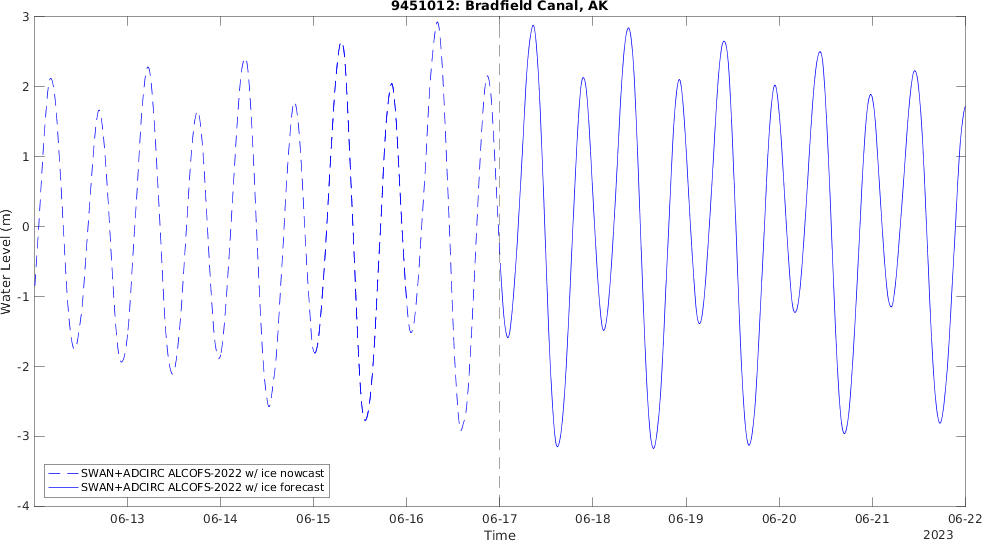 9451012: Bradfield Canal, AK
3
2
1
0
-1
-2
-3
-4
Water Level (m)
SWAN+ADCIRC ALCOFS-2022 w/ ice nowcast
SWAN+ADCIRC ALCOFS-2022 w/ ice forecast
06-13 06-14 06-15 06-16 06-17 06-18 06-19 06-20 06-21 06-22
Time
2023